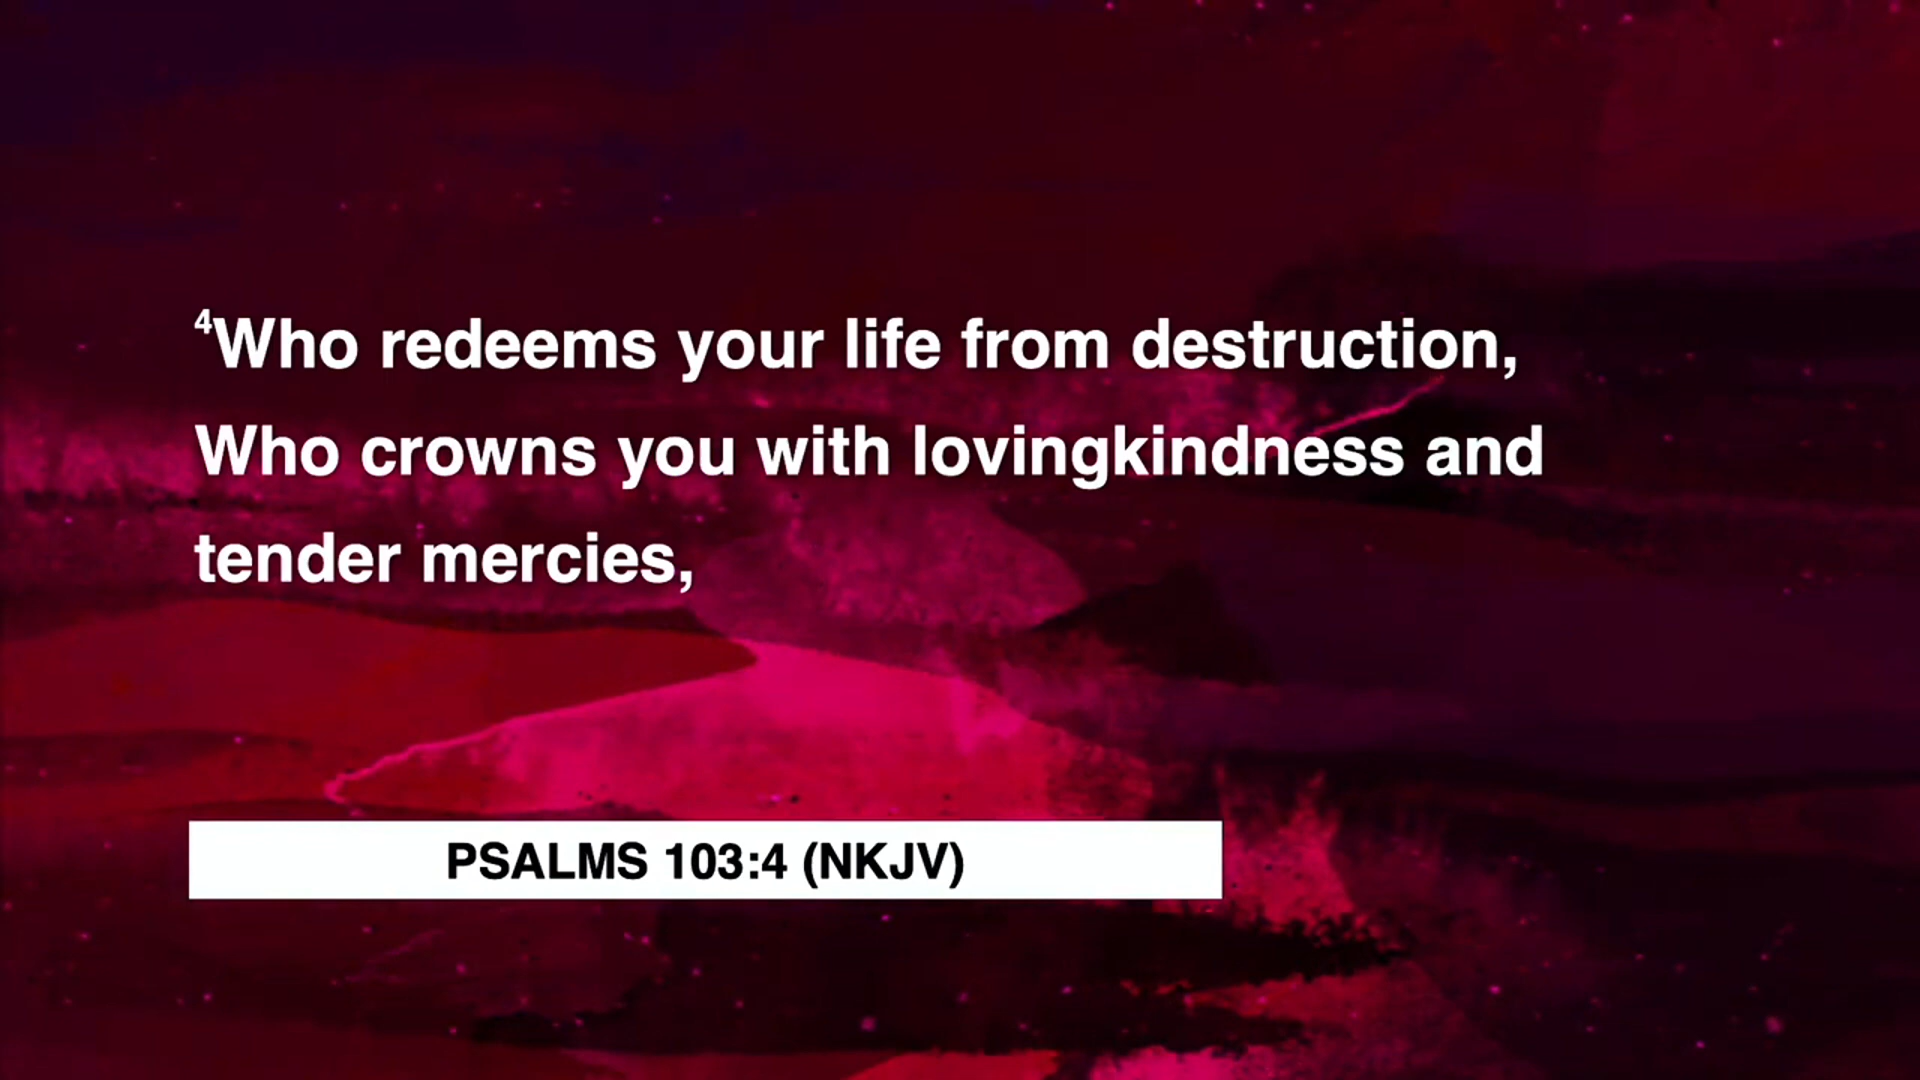 4Who redeems your life from destruction,
Who crowns you with lovingkindness and
tender mercies,
PSALMS 103:4 (NKJV)